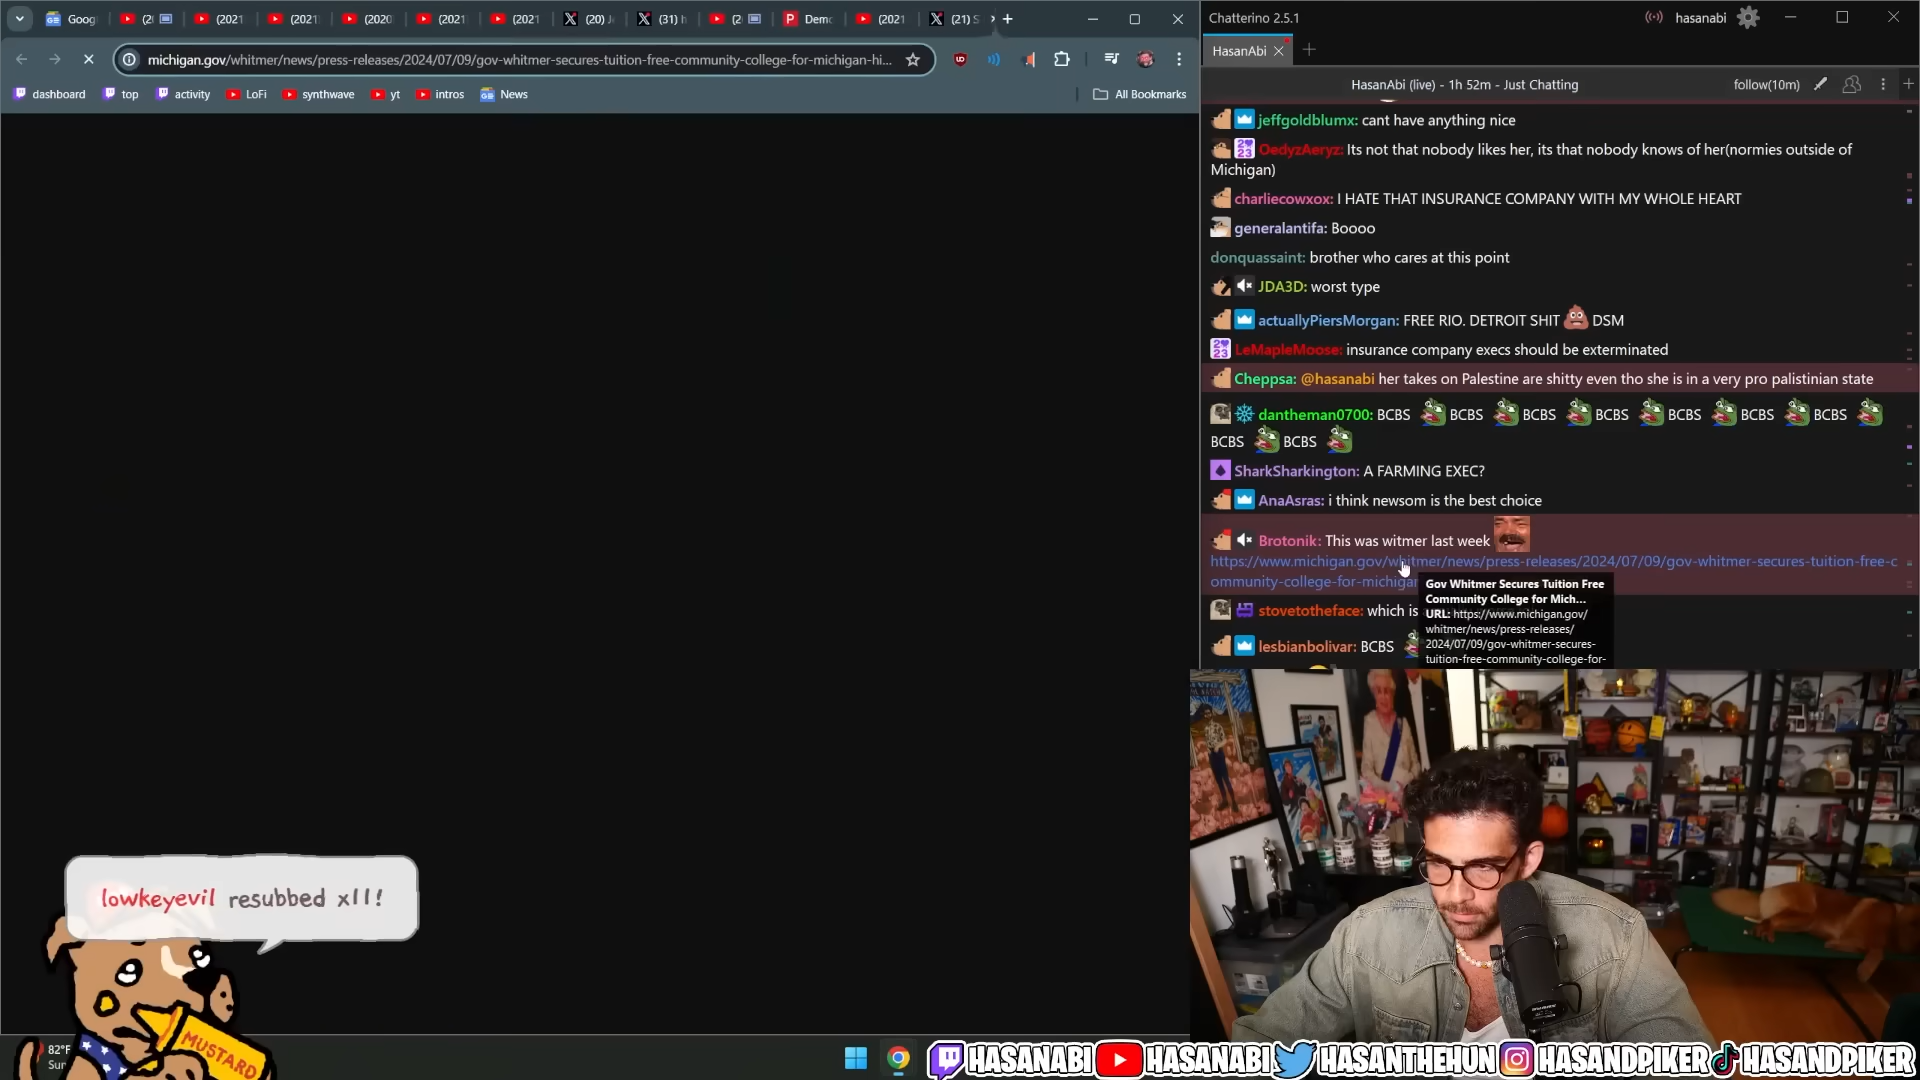 Goog
(2(
(2021
(2021
(2020
(2021
(2021
(20) J
(31) h
(2
Demo
(2021
(21) S
michigan.gov/whitmer/news/press-releases/2024/07/09/gov-whitmer-secures-tuition-free-community-college-for-michigan-hi...
dashboard
top
activity
LoFi
synthwave
yt
intros
News
All Bookmarks
Chatterino 2.5.1
hasanabi
HasanAbi
HasanAbi (live) - 1h 52m - Just Chatting
follow(10m)
jeffgoldblumx: cant have anything nice
OedyzAeryz: Its not that nobody likes her, its that nobody knows of her(normies outside of
Michigan)
charliecowxox: I HATE THAT INSURANCE COMPANY WITH MY WHOLE HEART
generalantifa: Boooo
donquassaint: brother who cares at this point
JDA3D: worst type
actuallyPiersMorgan: FREE RIO. DETROIT SHIT DSM
LeMapleMoose: insurance company execs should be exterminated
Cheppsa: @hasanabi her takes on Palestine are shitty even tho she is in a very pro palistinian state
dantheman0700: BCBS BCBS BCBS BCBS BCBS BCBS BCBS
BCBS BCBS
SharkSharkington: A FARMING EXEC?
AnaAsras: i think newsom is the best choice
Brotonik: This was witmer last week
https://www.michigan.gov/whitmer/news/press-releases/2024/07/09/gov-whitmer-secures-tuition-free-c
ommunity-college-for-michigan
Gov Whitmer Secures Tuition Free
Community College for Mich...
URL: https://www.michigan.gov/
whitmer/news/press-releases/
2024/07/09/gov-whitmer-secures-
tuition-free-community-college-for-
stovetotheface: which is
lesbianbolivar: BCBS
lowkeyevil resubbed x11!
MUSTARD
82°F
Sun
HASANABI
HASANABI
HASANTHEHUN
HASANDPIKER
HASANDPIKER